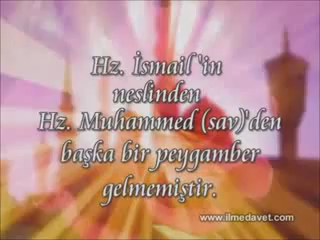 Hz. İsmail'in
neslinden
Hz. Muhammed (sav)'den
başka bir peygamber
gelmemiştir.
www.ilmedavet.com